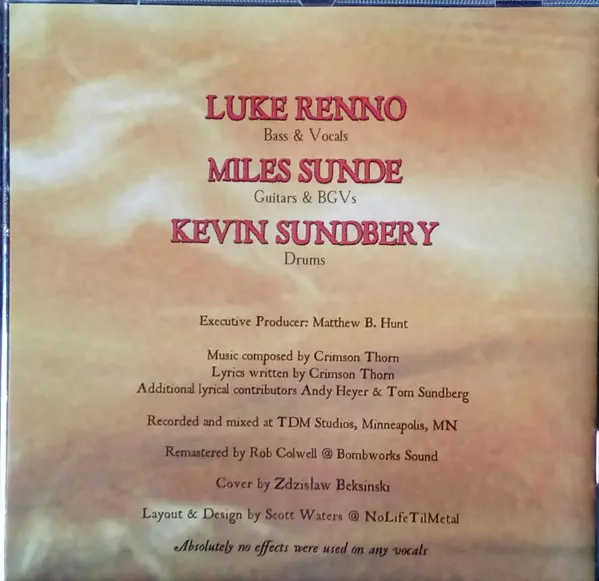 LUKE RENNO
Bass & Vocals
MILES SUNDE
Guitars & BGVs
KEVIN SUNDBERY
Drums
Executive Producer: Matthew B. Hunt
Music composed by Crimson Thorn
Lyrics written by Crimson Thorn
Additional lyrical contributors Andy Heyer & Tom Sundberg
Recorded and mixed at TDM Studios, Minneapolis, MN
Remastered by Rob Colwell @ Bombworks Sound
Cover by Zdzislaw Beksinski
Layout & Design by Scott Waters @ NoLifeTilMetal
Absolutely no effects were used on any vocals